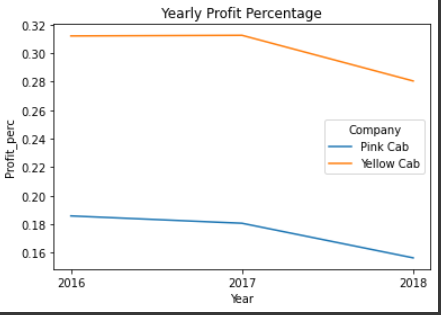 Yearly Profit Percentage
0.32
0.30
0.28
0.26
0.24
0.22
0.20
0.18
0.16
Profit_perc
Company
Pink Cab
Yellow Cab
2016
2017
2018
Year